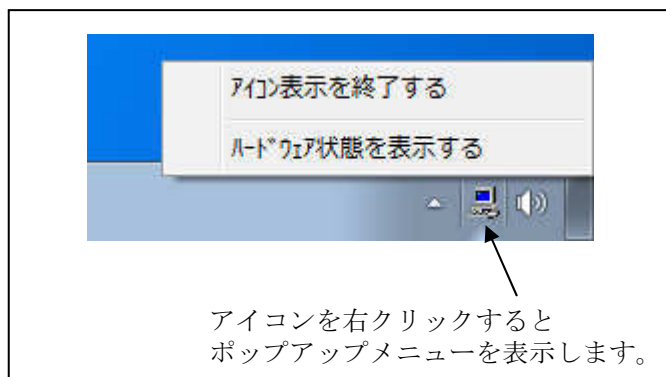 ｱｲｺﾝ表示を終了する
ﾊｰﾄﾞｳｪｱ状態を表示する
アイコンを右クリックすると
ポップアップメニューを表示します。